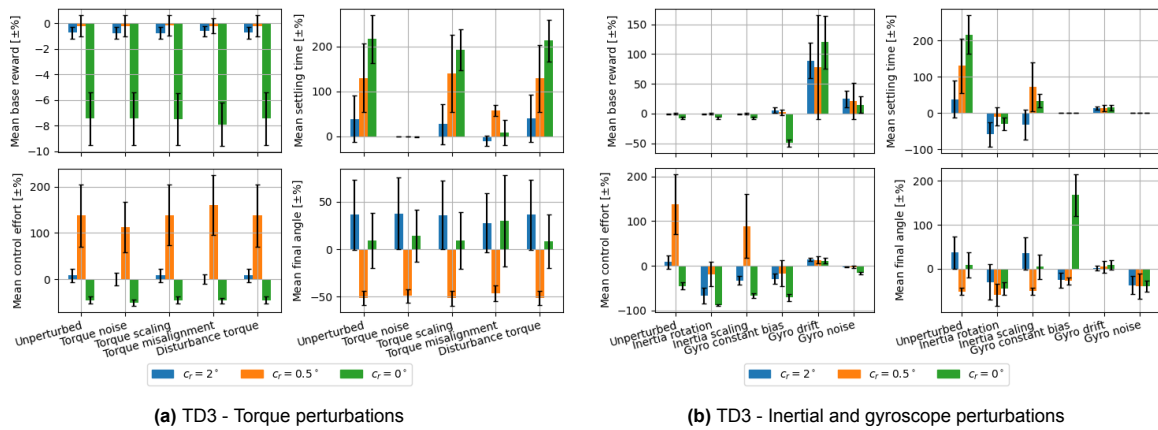 Mean base reward [±%]
0
−2
−4
−6
−8
−10
Mean settling time [±%]
200
100
0
Mean control effort [±%]
200
100
0
Unperturbed
Torque noise
Torque scaling
Torque misalignment
Disturbance torque
Mean final angle [±%]
50
0
−50
Unperturbed
Torque noise
Torque scaling
Torque misalignment
Disturbance torque
c_r = 2° c_r = 0.5° c_r = 0°
(a) TD3 - Torque perturbations
Mean base reward [±%]
150
100
50
0
−50
Mean settling time [±%]
200
100
0
−100
Mean control effort [±%]
200
100
0
−100
Unperturbed
Inertia rotation
Inertia scaling
Gyro constant bias
Gyro drift
Gyro noise
Mean final angle [±%]
200
100
0
Unperturbed
Inertia rotation
Inertia scaling
Gyro constant bias
Gyro drift
Gyro noise
c_r = 2° c_r = 0.5° c_r = 0°
(b) TD3 - Inertial and gyroscope perturbations